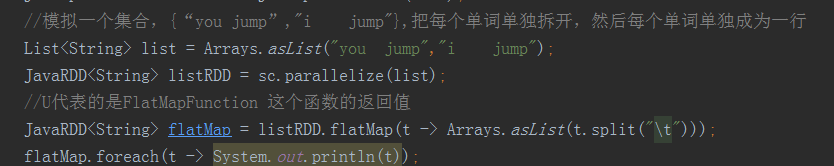 //模拟一个集合，{“you jump”,"i    jump"},把每个单词单独拆开，然后每个单词单独成为一行
List<String> list = Arrays.asList("you  jump","i    jump");
JavaRDD<String> listRDD = sc.parallelize(list);
//U代表的是FlatMapFunction 这个函数的返回值
JavaRDD<String> flatMap = listRDD.flatMap(t -> Arrays.asList(t.split("\t")));
flatMap.foreach(t -> System.out.println(t));